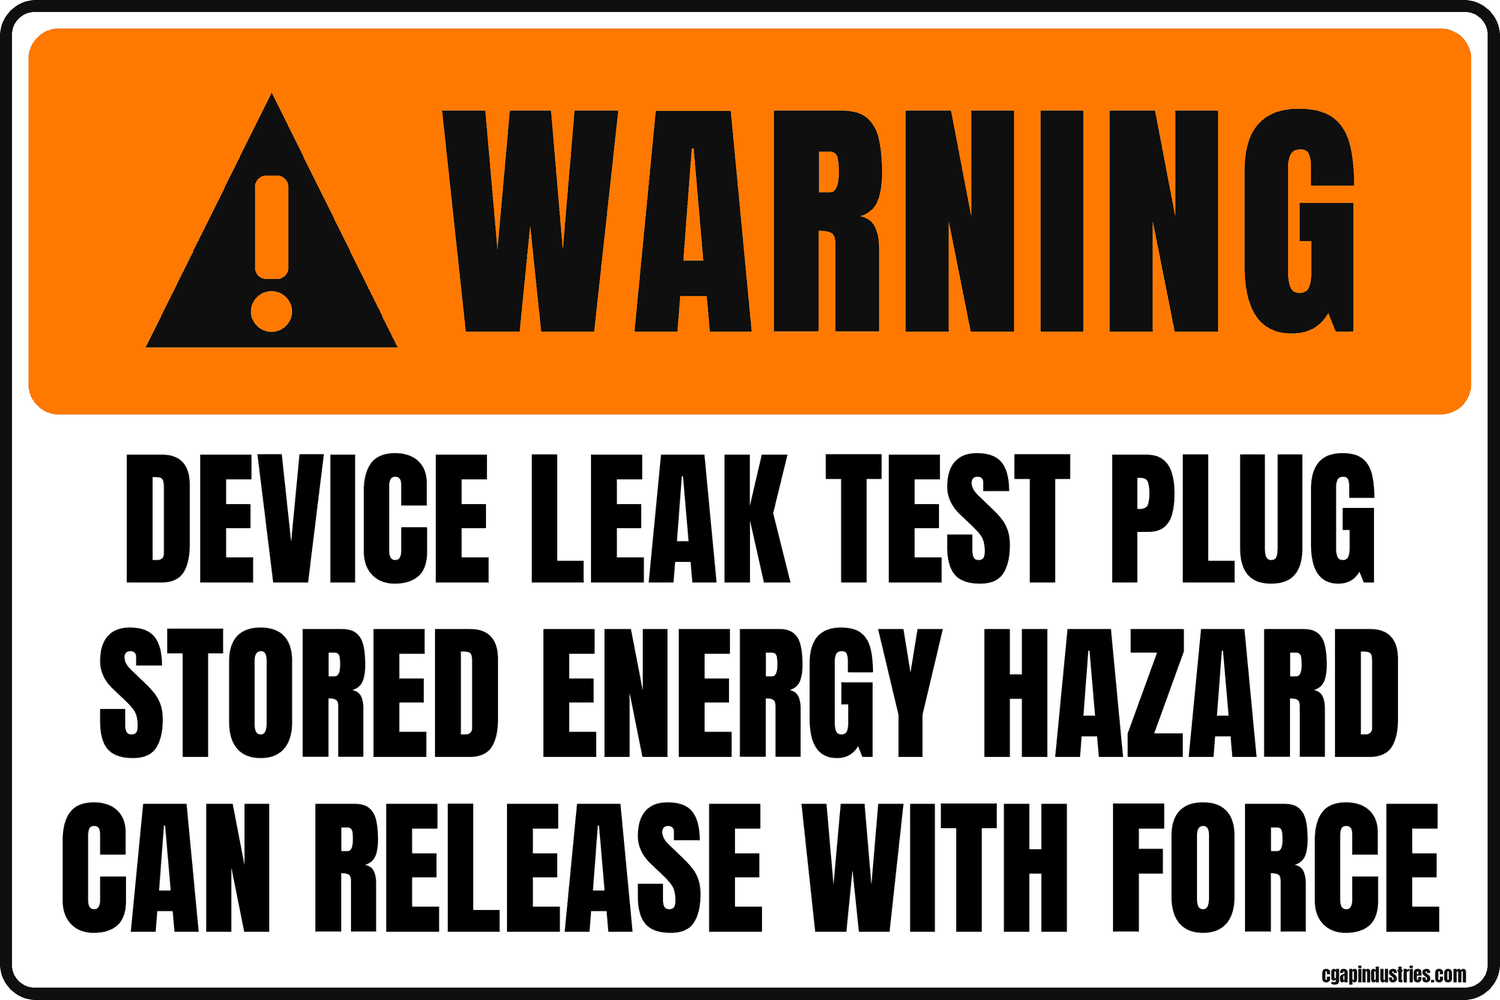 WARNING
DEVICE LEAK TEST PLUG
STORED ENERGY HAZARD
CAN RELEASE WITH FORCE
cgapindustries.com